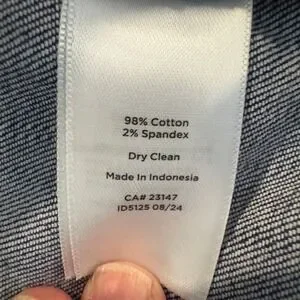 98% Cotton
2% Spandex
Dry Clean
Made In Indonesia
CA# 23147
ID5125 08/24